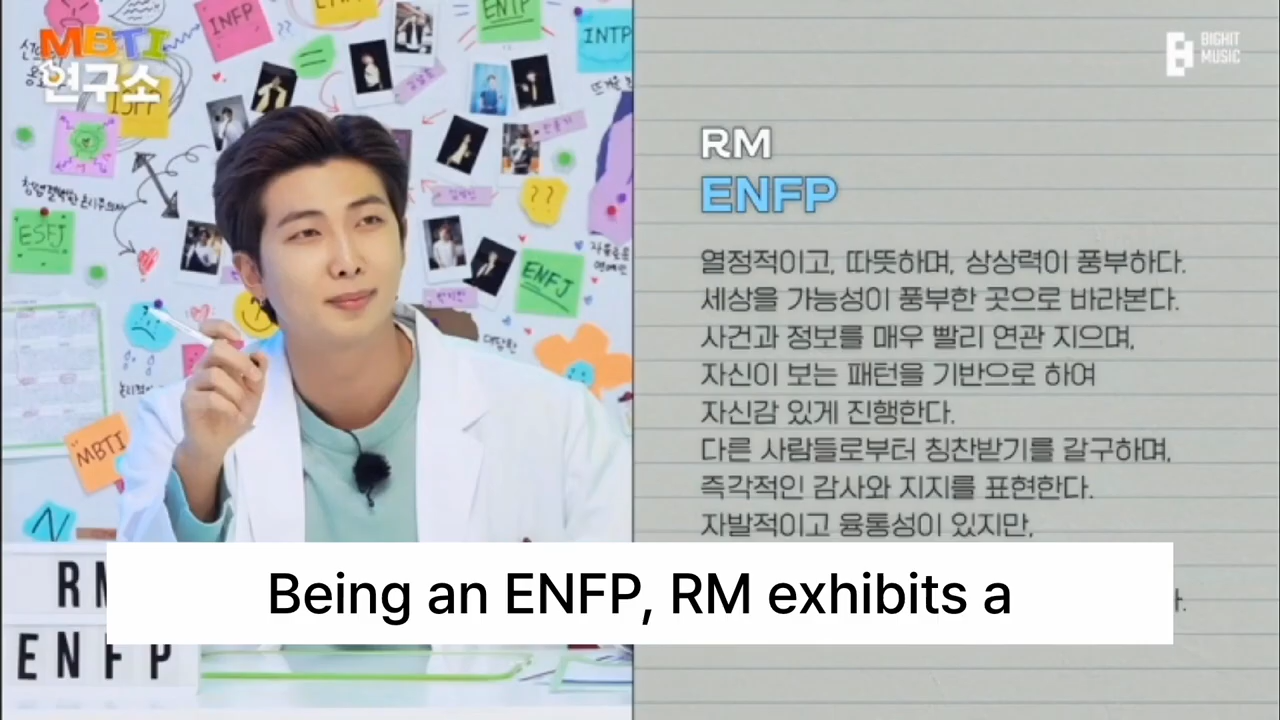 MBTI
연구소
INFP
ENTP
INTP
BIGHIT
MUSIC
ESFJ
ENFJ
MBTI
N
RM
ENFP
RM
ENFP
열정적이고, 따뜻하며, 상상력이 풍부하다.
세상을 가능성이 풍부한 곳으로 바라본다.
사건과 정보를 매우 빨리 연관 지으며,
자신이 보는 패턴을 기반으로 하여
자신감 있게 진행한다.
다른 사람들로부터 칭찬받기를 갈구하며,
즉각적인 감사와 지지를 표현한다.
자발적이고 융통성이 있지만,
Being an ENFP, RM exhibits a